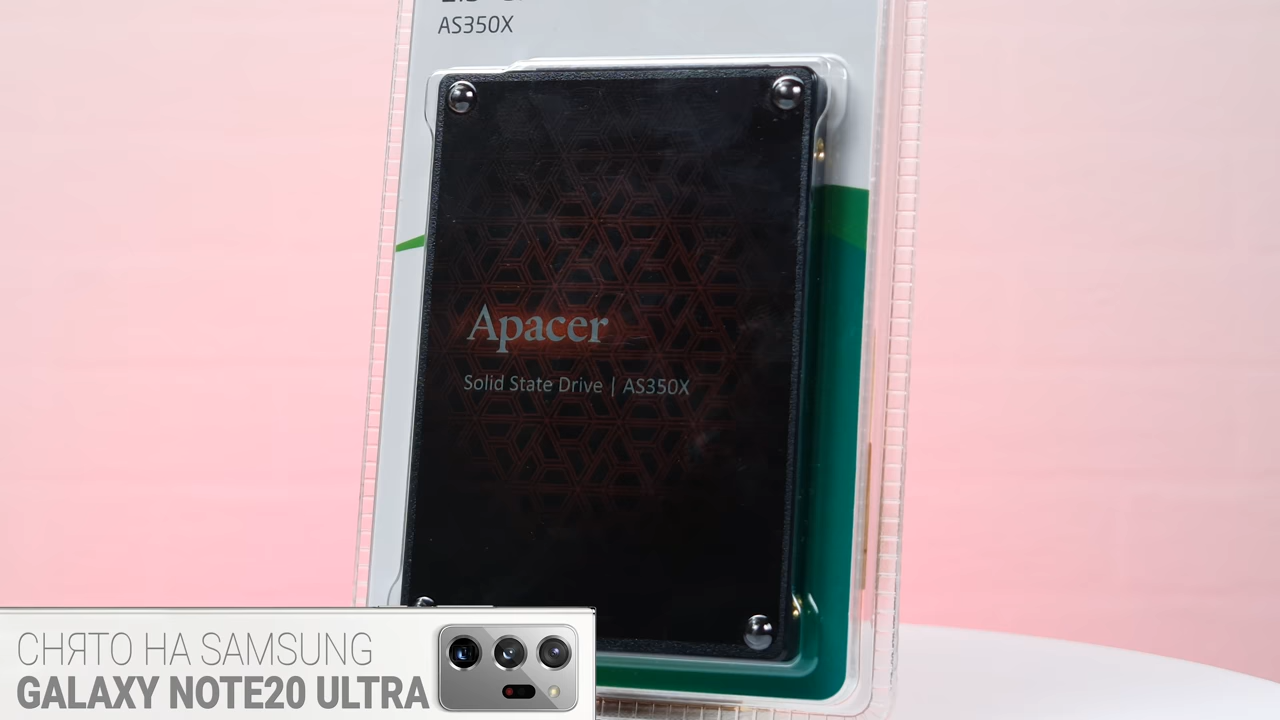 AS350X
Apacer
Solid State Drive | AS350X
СНЯТО НА SAMSUNG
GALAXY NOTE20 ULTRA